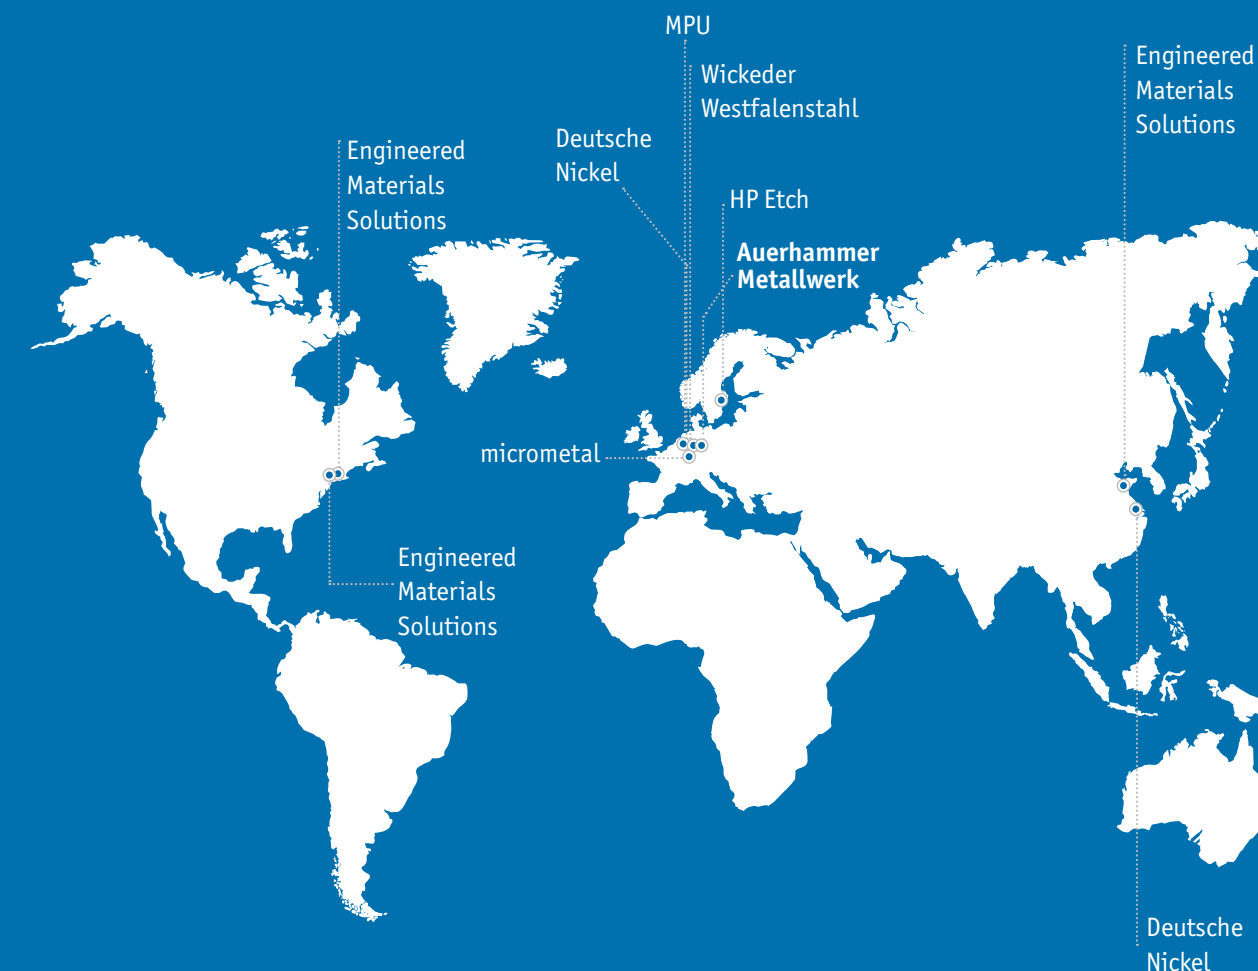 MPU
Wickeder
Westfalenstahl
Engineered
Materials
Solutions
Deutsche
Nickel
Engineered
Materials
Solutions
HP Etch
Auerhammer
Metallwerk
micrometal
Engineered
Materials
Solutions
Deutsche
Nickel